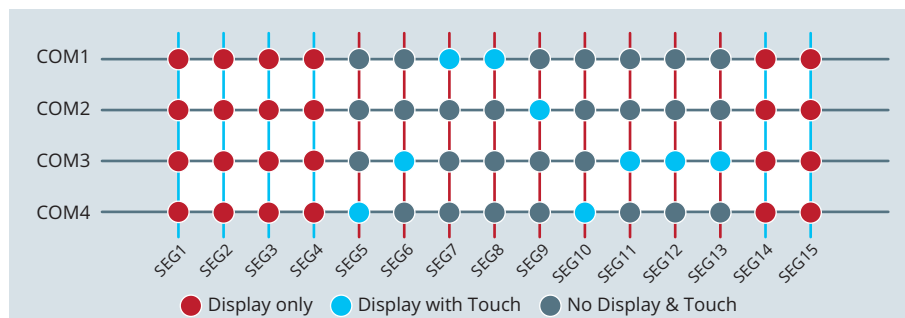 COM1
COM2
COM3
COM4
SEG1 SEG2 SEG3 SEG4 SEG5 SEG6 SEG7 SEG8 SEG9 SEG10 SEG11 SEG12 SEG13 SEG14 SEG15
Display only Display with Touch No Display & Touch